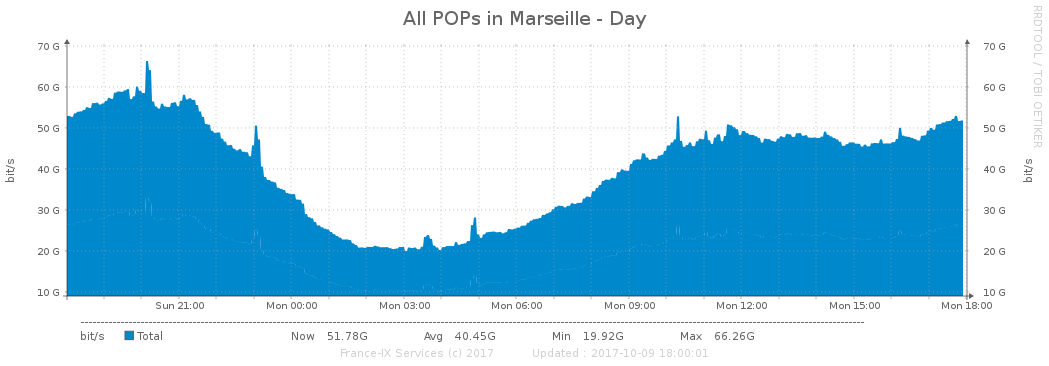 All POPs in Marseille - Day
RRDTOOL / TOBI OETIKER
70 G 70 G
60 G 60 G
50 G 50 G
40 G 40 G
30 G 30 G
20 G 20 G
10 G 10 G
bit/s
bit/s
Sun 21:00 Mon 00:00 Mon 03:00 Mon 06:00 Mon 09:00 Mon 12:00 Mon 15:00 Mon 18:00
bit/s Total Now 51.78G Avg 40.45G Min 19.92G Max 66.26G
France-IX Services (c) 2017 Updated : 2017-10-09 18:00:01